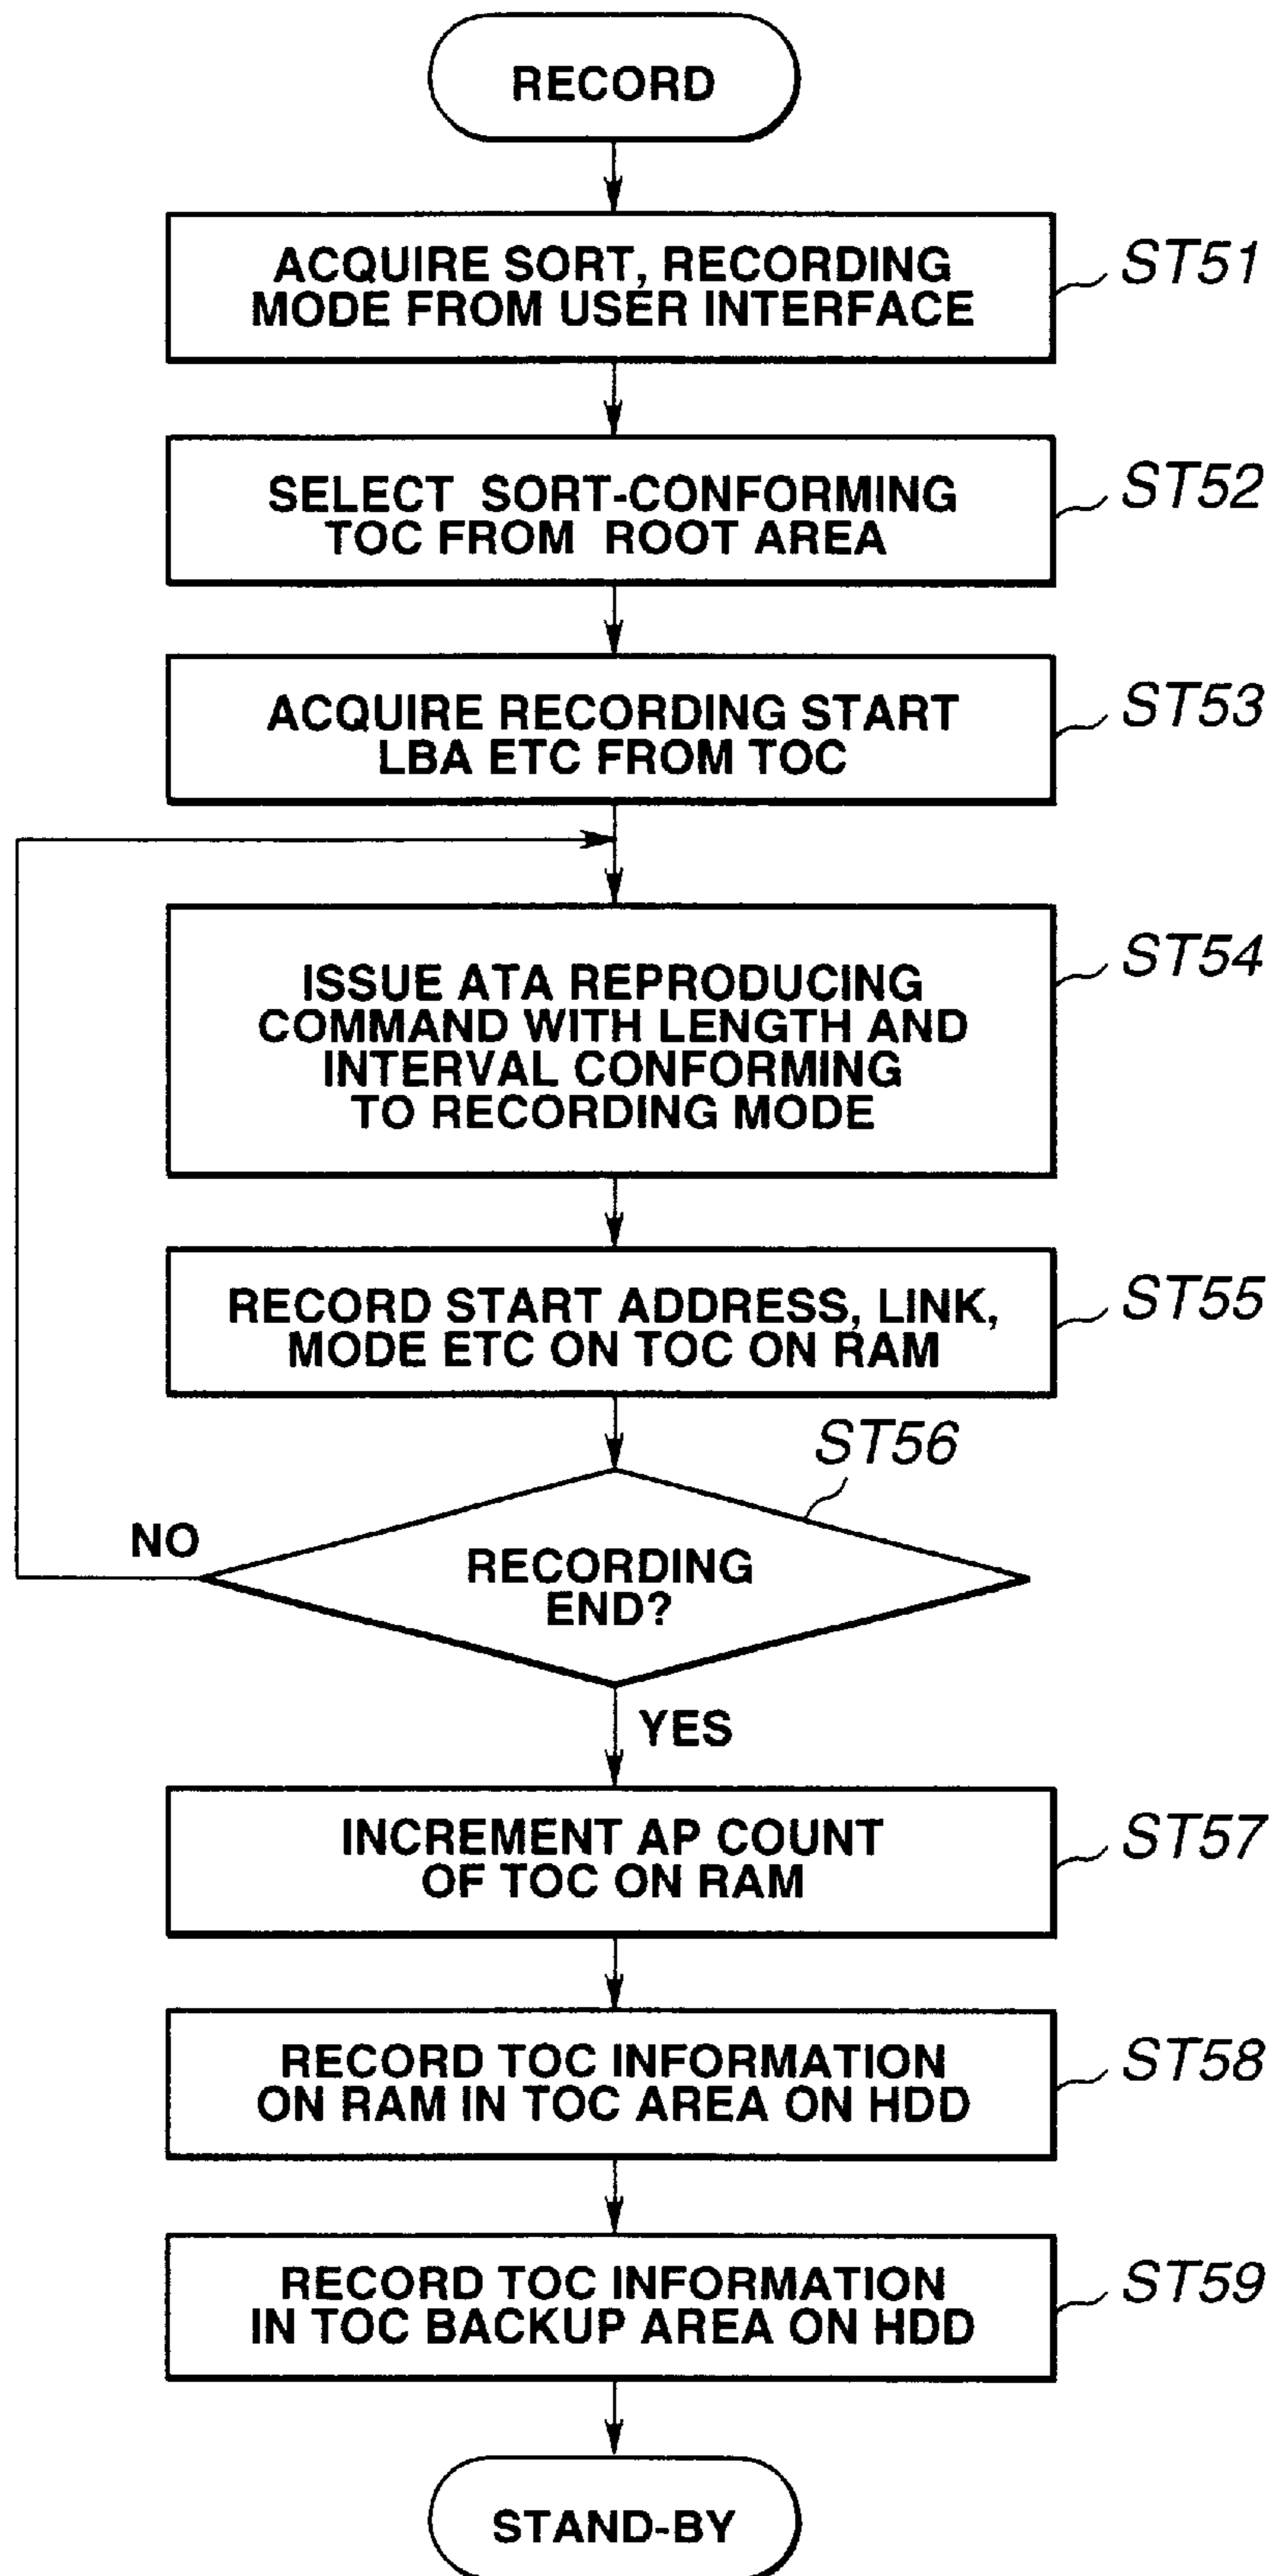 RECORD
ACQUIRE SORT, RECORDING
MODE FROM USER INTERFACE
ST51
SELECT SORT-CONFORMING
TOC FROM ROOT AREA
ST52
ACQUIRE RECORDING START
LBA ETC FROM TOC
ST53
ISSUE ATA REPRODUCING
COMMAND WITH LENGTH AND
INTERVAL CONFORMING
TO RECORDING MODE
ST54
RECORD START ADDRESS, LINK,
MODE ETC ON TOC ON RAM
ST55
ST56
NO
RECORDING
END?
YES
INCREMENT AP COUNT
OF TOC ON RAM
ST57
RECORD TOC INFORMATION
ON RAM IN TOC AREA ON HDD
ST58
RECORD TOC INFORMATION
IN TOC BACKUP AREA ON HDD
ST59
STAND-BY